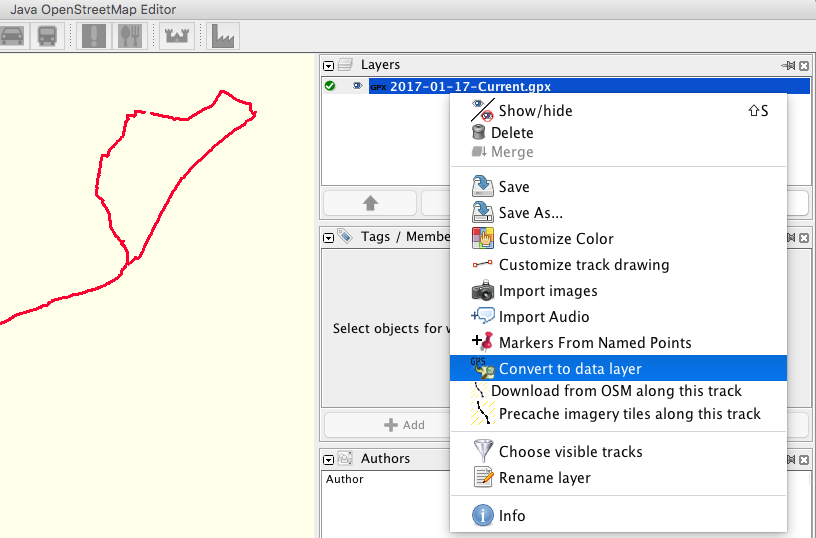 Java OpenStreetMap Editor
Layers
GPX 2017-01-17-Current.gpx
Show/hide ⇧S
Delete
Merge
Save
Save As...
Customize Color
Tags / Membe
Customize track drawing
Import images
Import Audio
Select objects for w
Markers From Named Points
GPS
Convert to data layer
Download from OSM along this track
Precache imagery tiles along this track
Add
Choose visible tracks
Authors
Author
Rename layer
Info